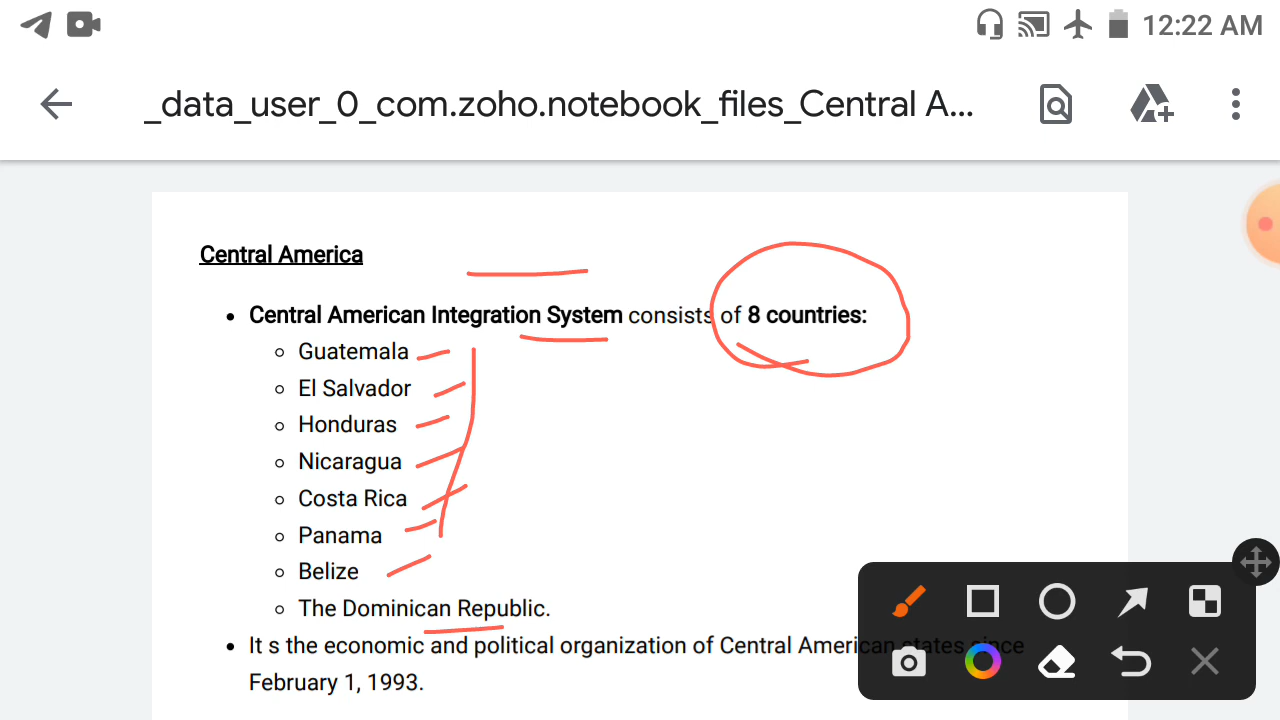 12:22 AM
_data_user_0_com.zoho.notebook_files_Central A...
Central America
Central American Integration System consists of 8 countries:
Guatemala
El Salvador
Honduras
Nicaragua
Costa Rica
Panama
Belize
The Dominican Republic.
It s the economic and political organization of Central American states since
February 1, 1993.